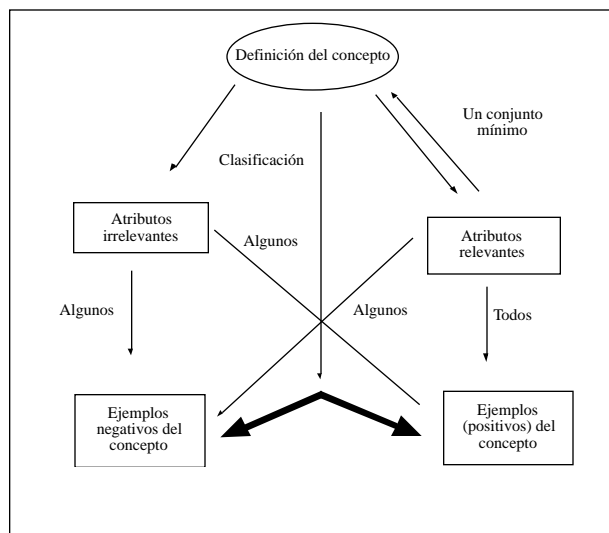 Definición del concepto
Un conjunto
mínimo
Clasificación
Atributos
irrelevantes
Algunos
Atributos
relevantes
Algunos
Algunos
Todos
Ejemplos
negativos del
concepto
Ejemplos
(positivos) del
concepto